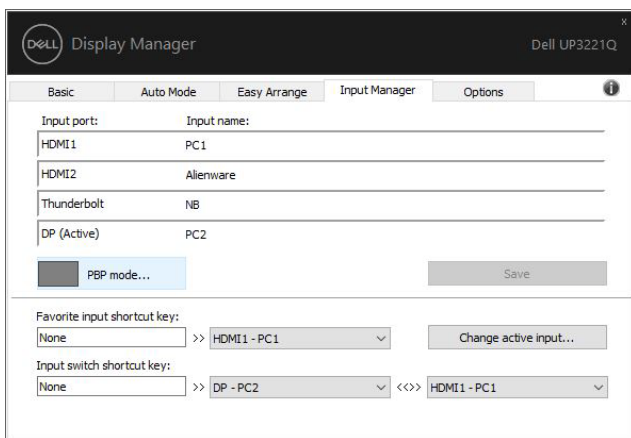 x
DELL Display Manager Dell UP3221Q
Basic Auto Mode Easy Arrange Input Manager Options i
Input port: Input name:
HDMI1 PC1
HDMI2 Alienware
Thunderbolt NB
DP (Active) PC2
PBP mode... Save
Favorite input shortcut key:
None >> HDMI1 - PC1 Change active input...
Input switch shortcut key:
None >> DP - PC2 <<>> HDMI1 - PC1